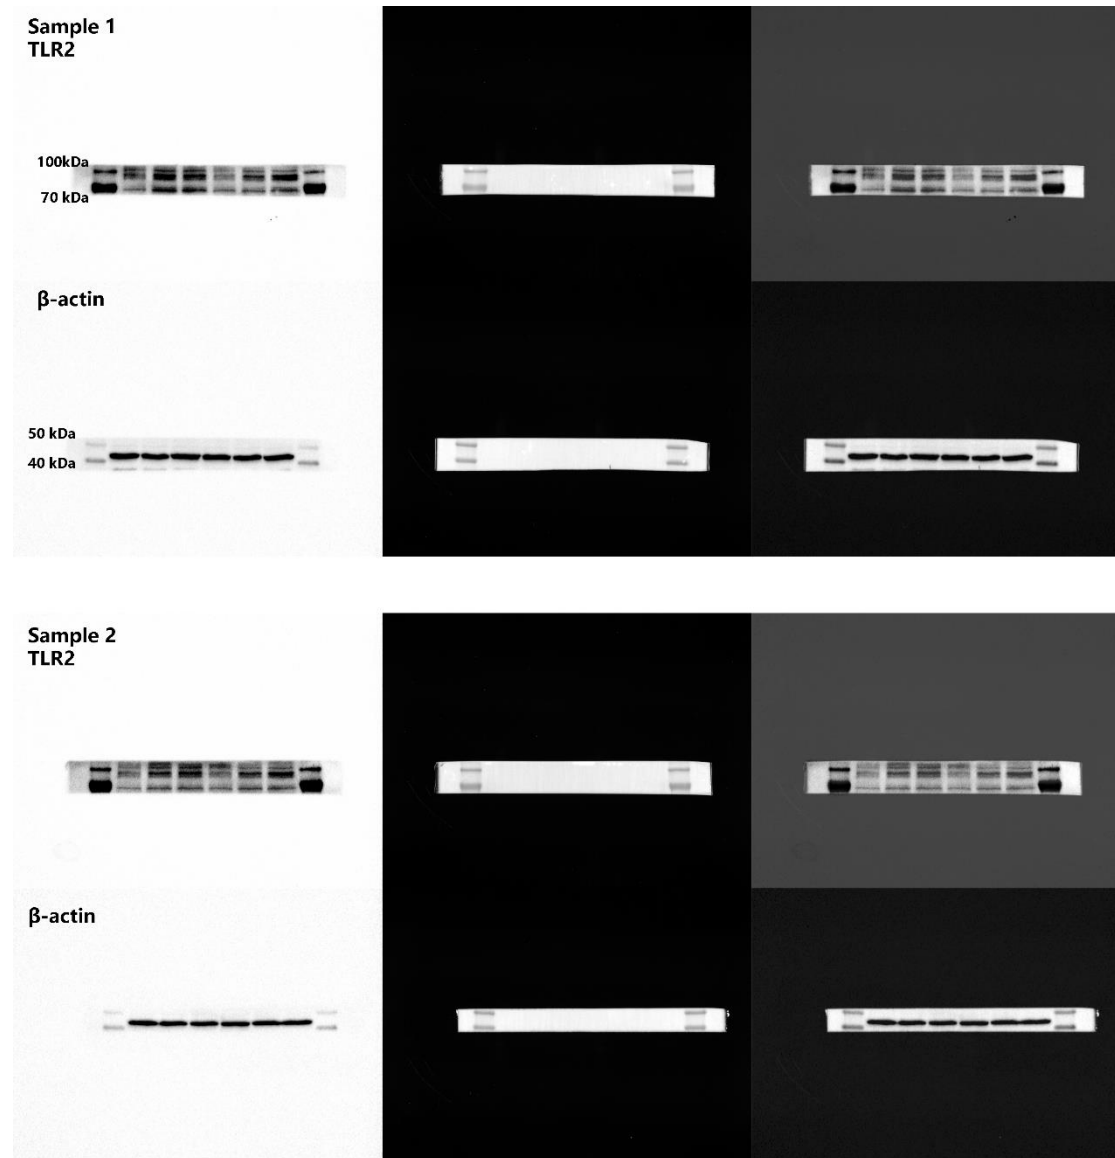 Sample 1
TLR2
100kDa
70 kDa
β-actin
50 kDa
40 kDa
Sample 2
TLR2
β-actin